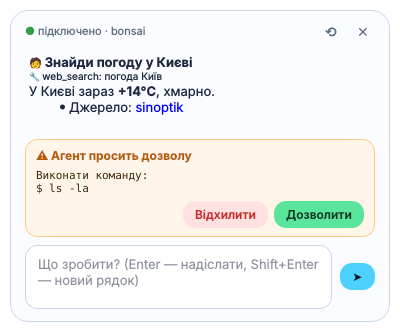 підключено · bonsai
Знайди погоду у Києві
web_search: погода Київ
У Києві зараз +14°C, хмарно.
• Джерело: sinoptik
⚠ Агент просить дозволу
Виконати команду:
$ ls -la
Відхилити Дозволити
Що зробити? (Enter — надіслати, Shift+Enter
— новий рядок)